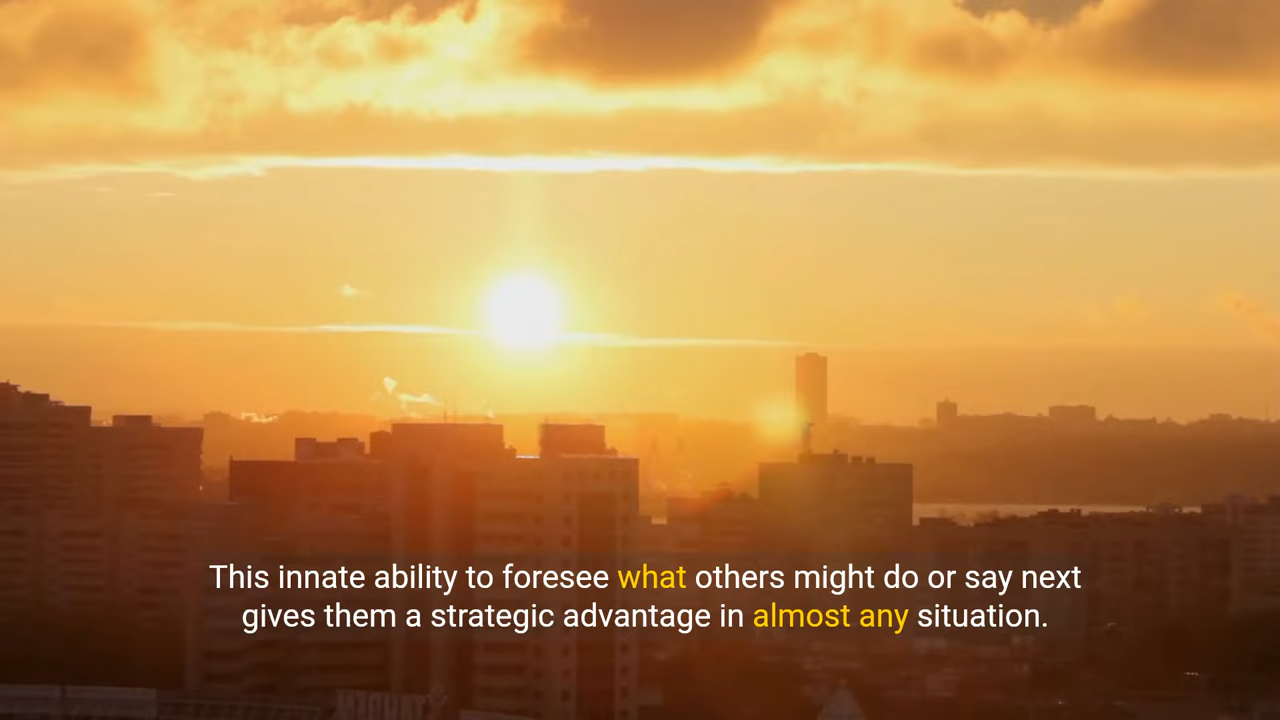 This innate ability to foresee what others might do or say next
gives them a strategic advantage in almost any situation.